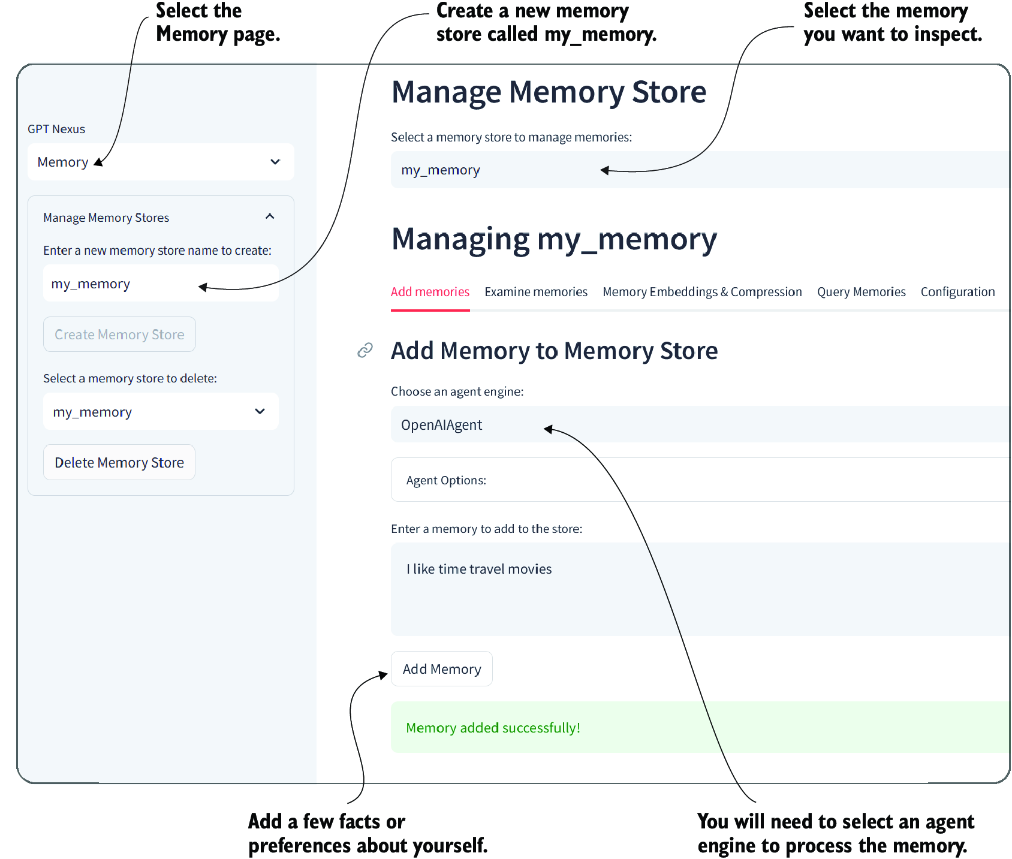 Select the
Memory page.
Create a new memory
store called my_memory.
Select the memory
you want to inspect.
GPT Nexus
Memory
Manage Memory Stores
Enter a new memory store name to create:
my_memory
Create Memory Store
Select a memory store to delete:
my_memory
Delete Memory Store
Manage Memory Store
Select a memory store to manage memories:
my_memory
Managing my_memory
Add memories Examine memories Memory Embeddings & Compression Query Memories Configuration
Add Memory to Memory Store
Choose an agent engine:
OpenAIAgent
Agent Options:
Enter a memory to add to the store:
I like time travel movies
Add Memory
Memory added successfully!
Add a few facts or
preferences about yourself.
You will need to select an agent
engine to process the memory.